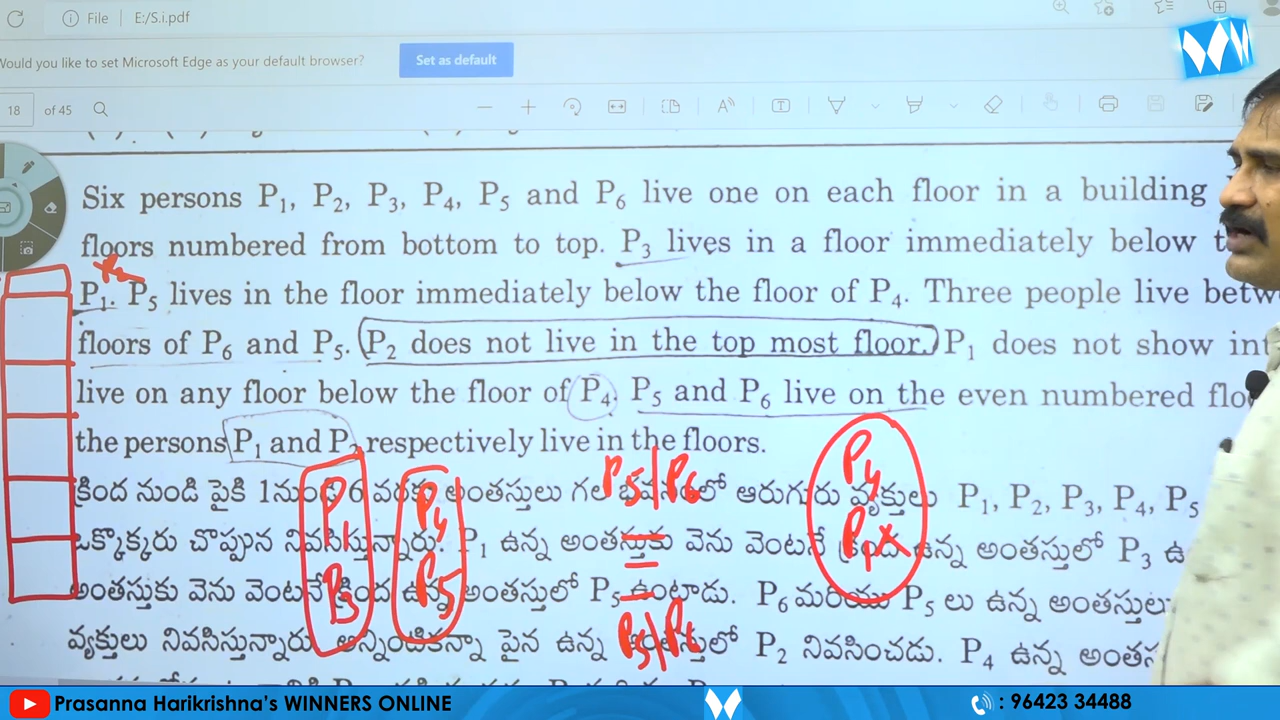 File E:/S.i.pdf
Would you like to set Microsoft Edge as your default browser? Set as default
18 of 45
Six persons P1, P2, P3, P4, P5 and P6 live one on each floor in a building
floors numbered from bottom to top. P3 lives in a floor immediately below
P1. P5 lives in the floor immediately below the floor of P4. Three people live
floors of P6 and P5. P2 does not live in the top most floor. P1 does not show
live on any floor below the floor of P4. P5 and P6 live on the even numbered
the persons P1 and respectively live in the floors.
P5/P6
P4
P1 P4
P1 ×
P3 P5
క్రింద నుండి పైకి 1నుండి 6 వరకు అంతస్తులు గల భవనంలో ఆరుగురు వ్యక్తులు P1, P2, P3, P4, P5
ఒక్కొక్కరు చొప్పున నివసిస్తున్నారు. P1 ఉన్న అంతస్తుకు వెను వెంటనే క్రింద ఉన్న అంతస్తులో P3
అంతస్తుకు వెను వెంటనే క్రింద ఉన్న అంతస్తులో P5 ఉంటాడు. P6 మరియు P5 లు ఉన్న
వ్యక్తులు నివసిస్తున్నారు అన్నింటికన్నా పైన ఉన్న అంతస్తులో P2 నివసించడు. P4 ఉన్న
Prasanna Harikrishna's WINNERS ONLINE : 96423 34488